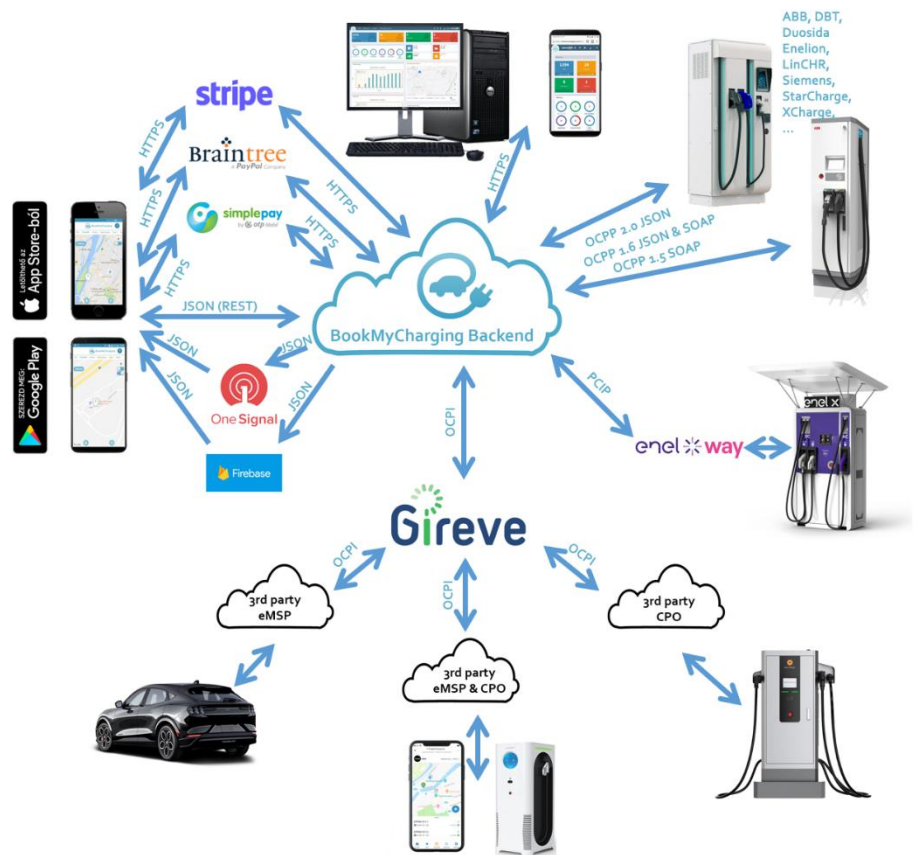 ABB, DBT,
Duosida
Enelion,
LinCHR,
Siemens,
StarCharge,
XCharge,
...
stripe
Braintree
a PayPal Company
simplepay
by otp Mobil
HTTPS
HTTPS
HTTPS
HTTPS
HTTPS
HTTPS
HTTPS
OCPP 2.0 JSON
OCPP 1.6 JSON & SOAP
OCPP 1.5 SOAP
Letölthető az
App Store-ból
JSON (REST)
BookMyCharging Backend
JSON
JSON
JSON
JSON
SZEREZD MEG:
Google Play
One Signal
Firebase
OCPI
PCIP
enel x way
enel x
Gireve
OCPI
OCPI
OCPI
3rd party
eMSP
3rd party
CPO
3rd party
eMSP & CPO